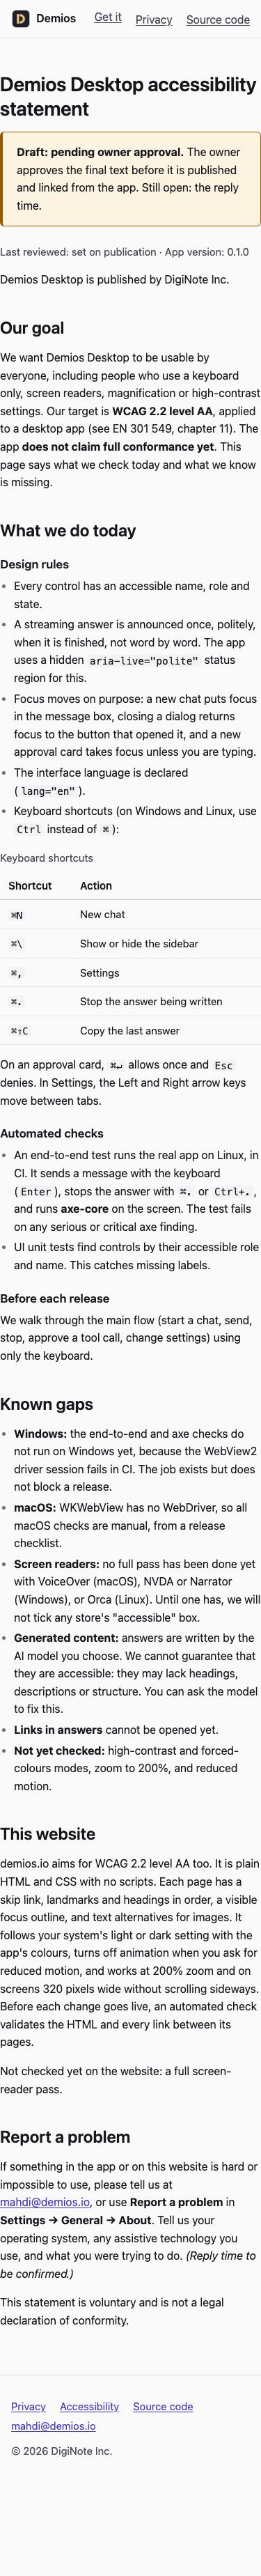 Demios Get it Privacy Source code
Demios Desktop accessibility
statement
Draft: pending owner approval. The owner
approves the final text before it is published
and linked from the app. Still open: the reply
time.
Last reviewed: set on publication · App version: 0.1.0
Demios Desktop is published by DigiNote Inc.
Our goal
We want Demios Desktop to be usable by
everyone, including people who use a keyboard
only, screen readers, magnification or high-contrast
settings. Our target is WCAG 2.2 level AA, applied
to a desktop app (see EN 301 549, chapter 11). The
app does not claim full conformance yet. This
page says what we check today and what we know
is missing.
What we do today
Design rules
• Every control has an accessible name, role and
state.
• A streaming answer is announced once, politely,
when it is finished, not word by word. The app
uses a hidden aria-live="polite" status
region for this.
• Focus moves on purpose: a new chat puts focus
in the message box, closing a dialog returns
focus to the button that opened it, and a new
approval card takes focus unless you are typing.
• The interface language is declared
( lang="en" ).
• Keyboard shortcuts (on Windows and Linux, use
Ctrl instead of ⌘ ):
Keyboard shortcuts
Shortcut Action
⌘N New chat
⌘\ Show or hide the sidebar
⌘, Settings
⌘. Stop the answer being written
⌘⇧C Copy the last answer
On an approval card, ⌘↵ allows once and Esc
denies. In Settings, the Left and Right arrow keys
move between tabs.
Automated checks
• An end-to-end test runs the real app on Linux, in
CI. It sends a message with the keyboard
( Enter ), stops the answer with ⌘. or Ctrl+. ,
and runs axe-core on the screen. The test fails
on any serious or critical axe finding.
• UI unit tests find controls by their accessible role
and name. This catches missing labels.
Before each release
We walk through the main flow (start a chat, send,
stop, approve a tool call, change settings) using
only the keyboard.
Known gaps
• Windows: the end-to-end and axe checks do
not run on Windows yet, because the WebView2
driver session fails in CI. The job exists but does
not block a release.
• macOS: WKWebView has no WebDriver, so all
macOS checks are manual, from a release
checklist.
• Screen readers: no full pass has been done yet
with VoiceOver (macOS), NVDA or Narrator
(Windows), or Orca (Linux). Until one has, we will
not tick any store's "accessible" box.
• Generated content: answers are written by the
AI model you choose. We cannot guarantee that
they are accessible: they may lack headings,
descriptions or structure. You can ask the model
to fix this.
• Links in answers cannot be opened yet.
• Not yet checked: high-contrast and forced-
colours modes, zoom to 200%, and reduced
motion.
This website
demios.io aims for WCAG 2.2 level AA too. It is plain
HTML and CSS with no scripts. Each page has a
skip link, landmarks and headings in order, a visible
focus outline, and text alternatives for images. It
follows your system's light or dark setting with the
app's colours, turns off animation when you ask for
reduced motion, and works at 200% zoom and on
screens 320 pixels wide without scrolling sideways.
Before each change goes live, an automated check
validates the HTML and every link between its
pages.
Not checked yet on the website: a full screen-
reader pass.
Report a problem
If something in the app or on this website is hard or
impossible to use, please tell us at
mahdi@demios.io, or use Report a problem in
Settings → General → About. Tell us your
operating system, any assistive technology you
use, and what you were trying to do. (Reply time to
be confirmed.)
This statement is voluntary and is not a legal
declaration of conformity.
Privacy Accessibility Source code
mahdi@demios.io
© 2026 DigiNote Inc.